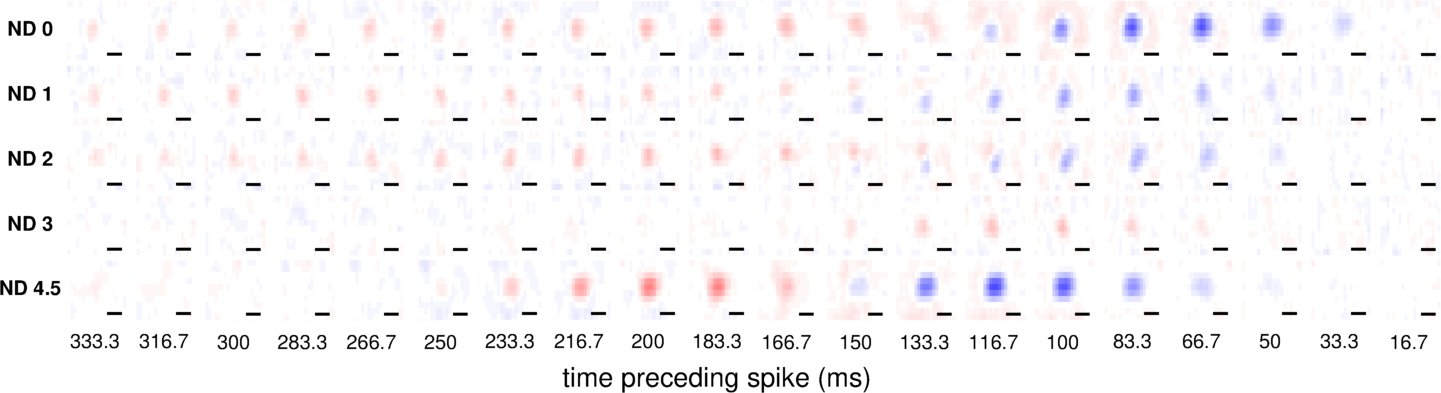 ND 0
ND 1
ND 2
ND 3
ND 4.5
333.3 316.7 300 283.3 266.7 250 233.3 216.7 200 183.3 166.7 150 133.3 116.7 100 83.3 66.7 50 33.3 16.7
time preceding spike (ms)